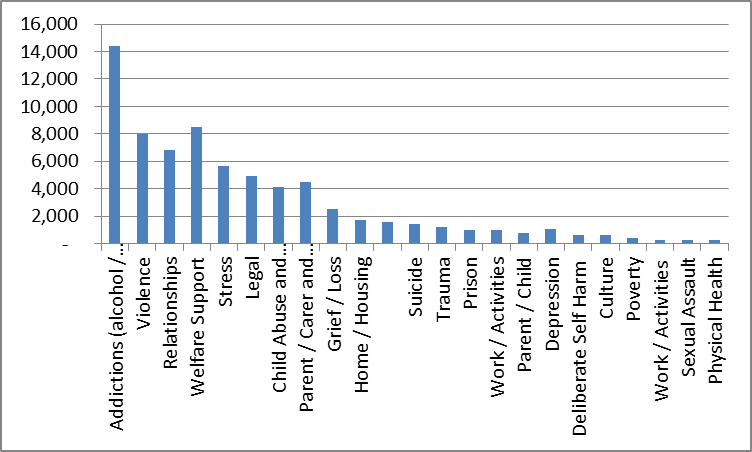 16,000
14,000
12,000
10,000
8,000
6,000
4,000
2,000
-
Addictions (alcohol /...
Violence
Relationships
Welfare Support
Stress
Legal
Child Abuse and...
Parent / Carer and...
Grief / Loss
Home / Housing
Suicide
Trauma
Prison
Work / Activities
Parent / Child
Depression
Deliberate Self Harm
Culture
Poverty
Work / Activities
Sexual Assault
Physical Health